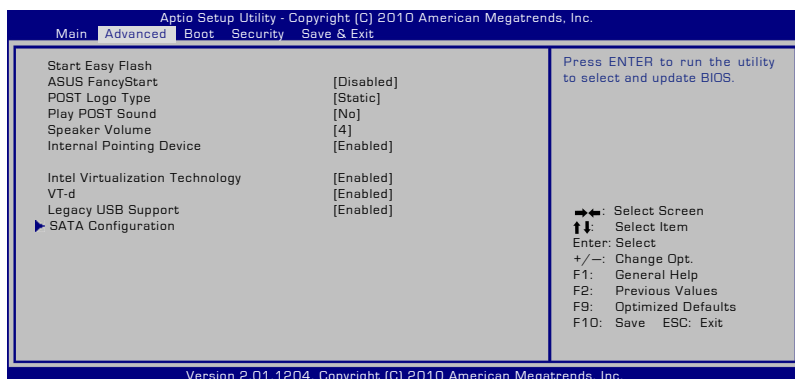 Aptio Setup Utility - Copyright (C) 2010 American Megatrends, Inc.
Main Advanced Boot Security Save & Exit
Start Easy Flash
ASUS FancyStart [Disabled]
POST Logo Type [Static]
Play POST Sound [No]
Speaker Volume [4]
Internal Pointing Device [Enabled]
Intel Virtualization Technology [Enabled]
VT-d [Enabled]
Legacy USB Support [Enabled]
SATA Configuration
Press ENTER to run the utility
to select and update BIOS.
→←: Select Screen
↑↓: Select Item
Enter: Select
+/—: Change Opt.
F1: General Help
F2: Previous Values
F9: Optimized Defaults
F10: Save ESC: Exit
Version 2.01.1204. Copyright (C) 2010 American Megatrends, Inc.